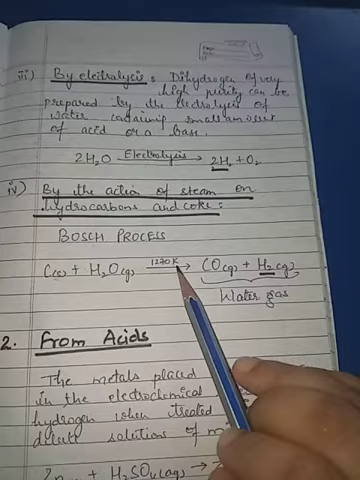 iii) By electrolysis : Dihydrogen of very
high purity can be
prepared by the electrolysis of
water containing small amount
of acid or a base.
2H₂O Electrolysis → 2H₂ + O₂
iv) By the action of steam on
hydrocarbons and coke:
BOSCH PROCESS
C(s) + H₂O(g) 1270K → CO(g) + H₂(g)
Water gas
2. From Acids
The metals placed
in the electrochemical
hydrogen when treated
dilute solutions of
+ H₂SO₄(aq) →